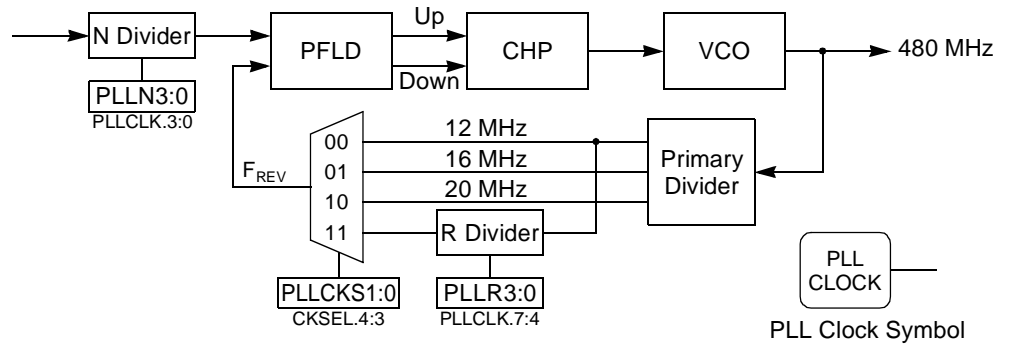 Up
N Divider
PFLD
CHP
VCO
480 MHz
Down
PLLN3:0
PLLCLK.3:0
12 MHz
00
16 MHz
01
20 MHz
10
Primary
Divider
F_REV
11
R Divider
PLL
CLOCK
PLLCKS1:0
PLLR3:0
CKSEL.4:3
PLLCLK.7:4
PLL Clock Symbol